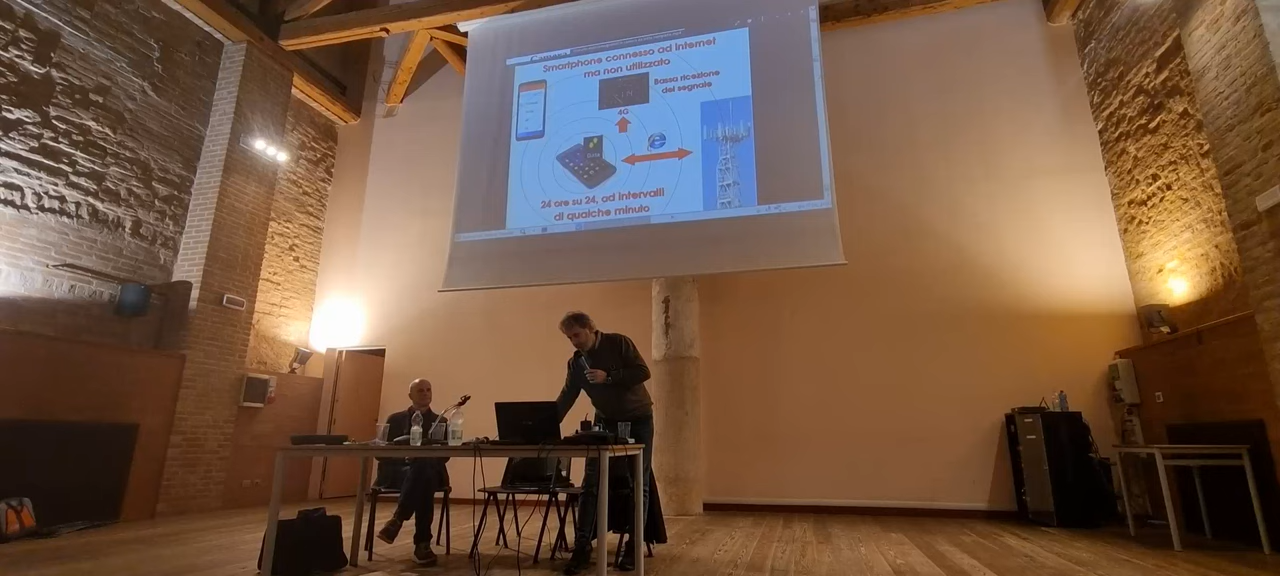 Smartphone connesso ad internet
ma non utilizzato
Bassa ricezione
del segnale
4G
24 ore su 24, ad intervalli
di qualche minuto